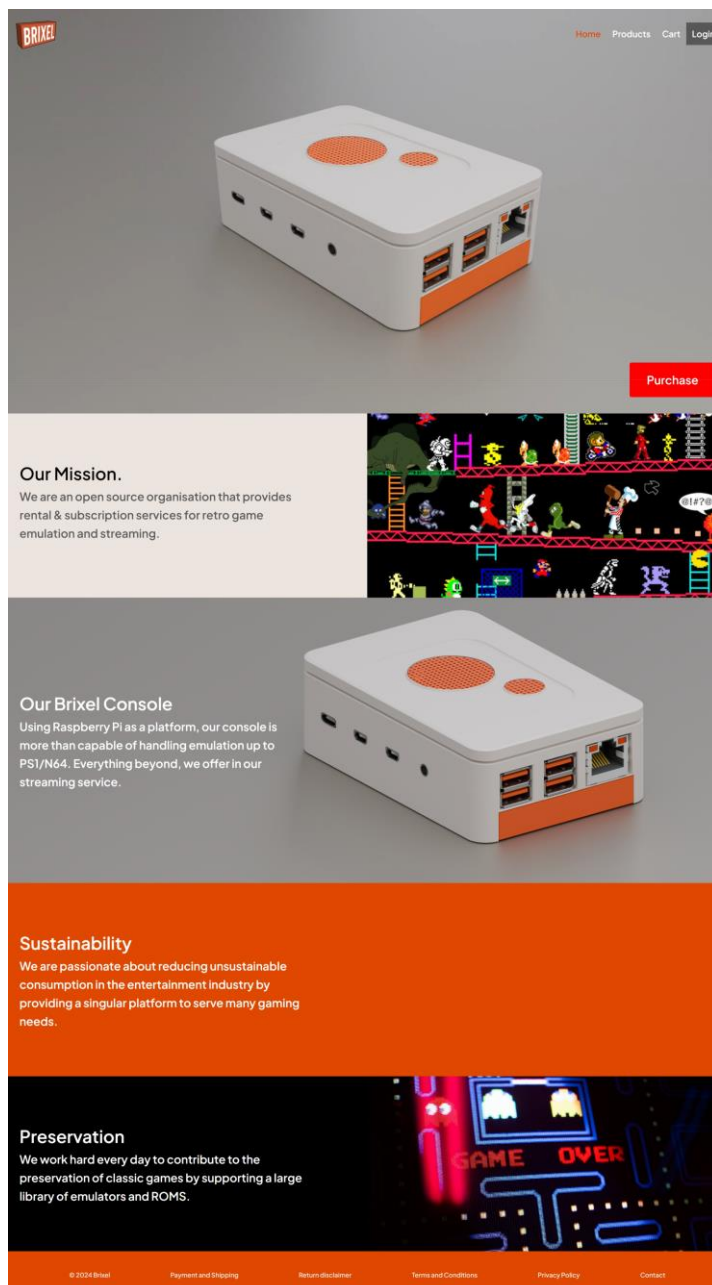 BRIXEL
Home Products Cart Login
Purchase
Our Mission.
We are an open source organisation that provides
rental & subscription services for retro game
emulation and streaming.
@!#?@
Our Brixel Console
Using Raspberry Pi as a platform, our console is
more than capable of handling emulation up to
PS1/N64. Everything beyond, we offer in our
streaming service.
Sustainability
We are passionate about reducing unsustainable
consumption in the entertainment industry by
providing a singular platform to serve many gaming
needs.
Preservation
We work hard every day to contribute to the
preservation of classic games by supporting a large
library of emulators and ROMS.
GAME OVER
© 2024 Brixel Payment and Shipping Return disclaimer Terms and Conditions Privacy Policy Contact